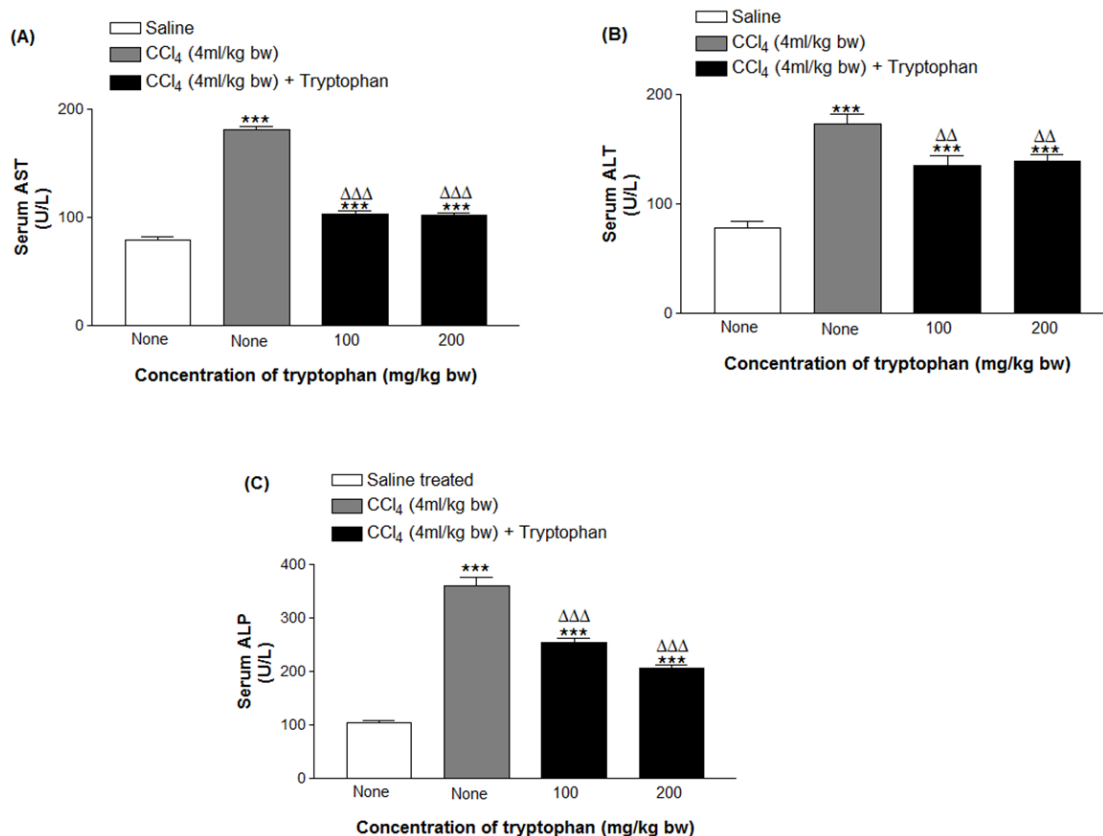 (A)
Saline
CCl₄ (4ml/kg bw)
CCl₄ (4ml/kg bw) + Tryptophan
Serum AST
(U/L)
200
100
0
***
ΔΔΔ
***
ΔΔΔ
***
None
None
100
200
Concentration of tryptophan (mg/kg bw)
(B)
Saline
CCl₄ (4ml/kg bw)
CCl₄ (4ml/kg bw) + Tryptophan
Serum ALT
(U/L)
200
100
0
***
ΔΔ
***
ΔΔ
***
None
None
100
200
Concentration of tryptophan (mg/kg bw)
(C)
Saline treated
CCl₄ (4ml/kg bw)
CCl₄ (4ml/kg bw) + Tryptophan
Serum ALP
(U/L)
400
300
200
100
0
***
ΔΔΔ
***
ΔΔΔ
***
None
None
100
200
Concentration of tryptophan (mg/kg bw)